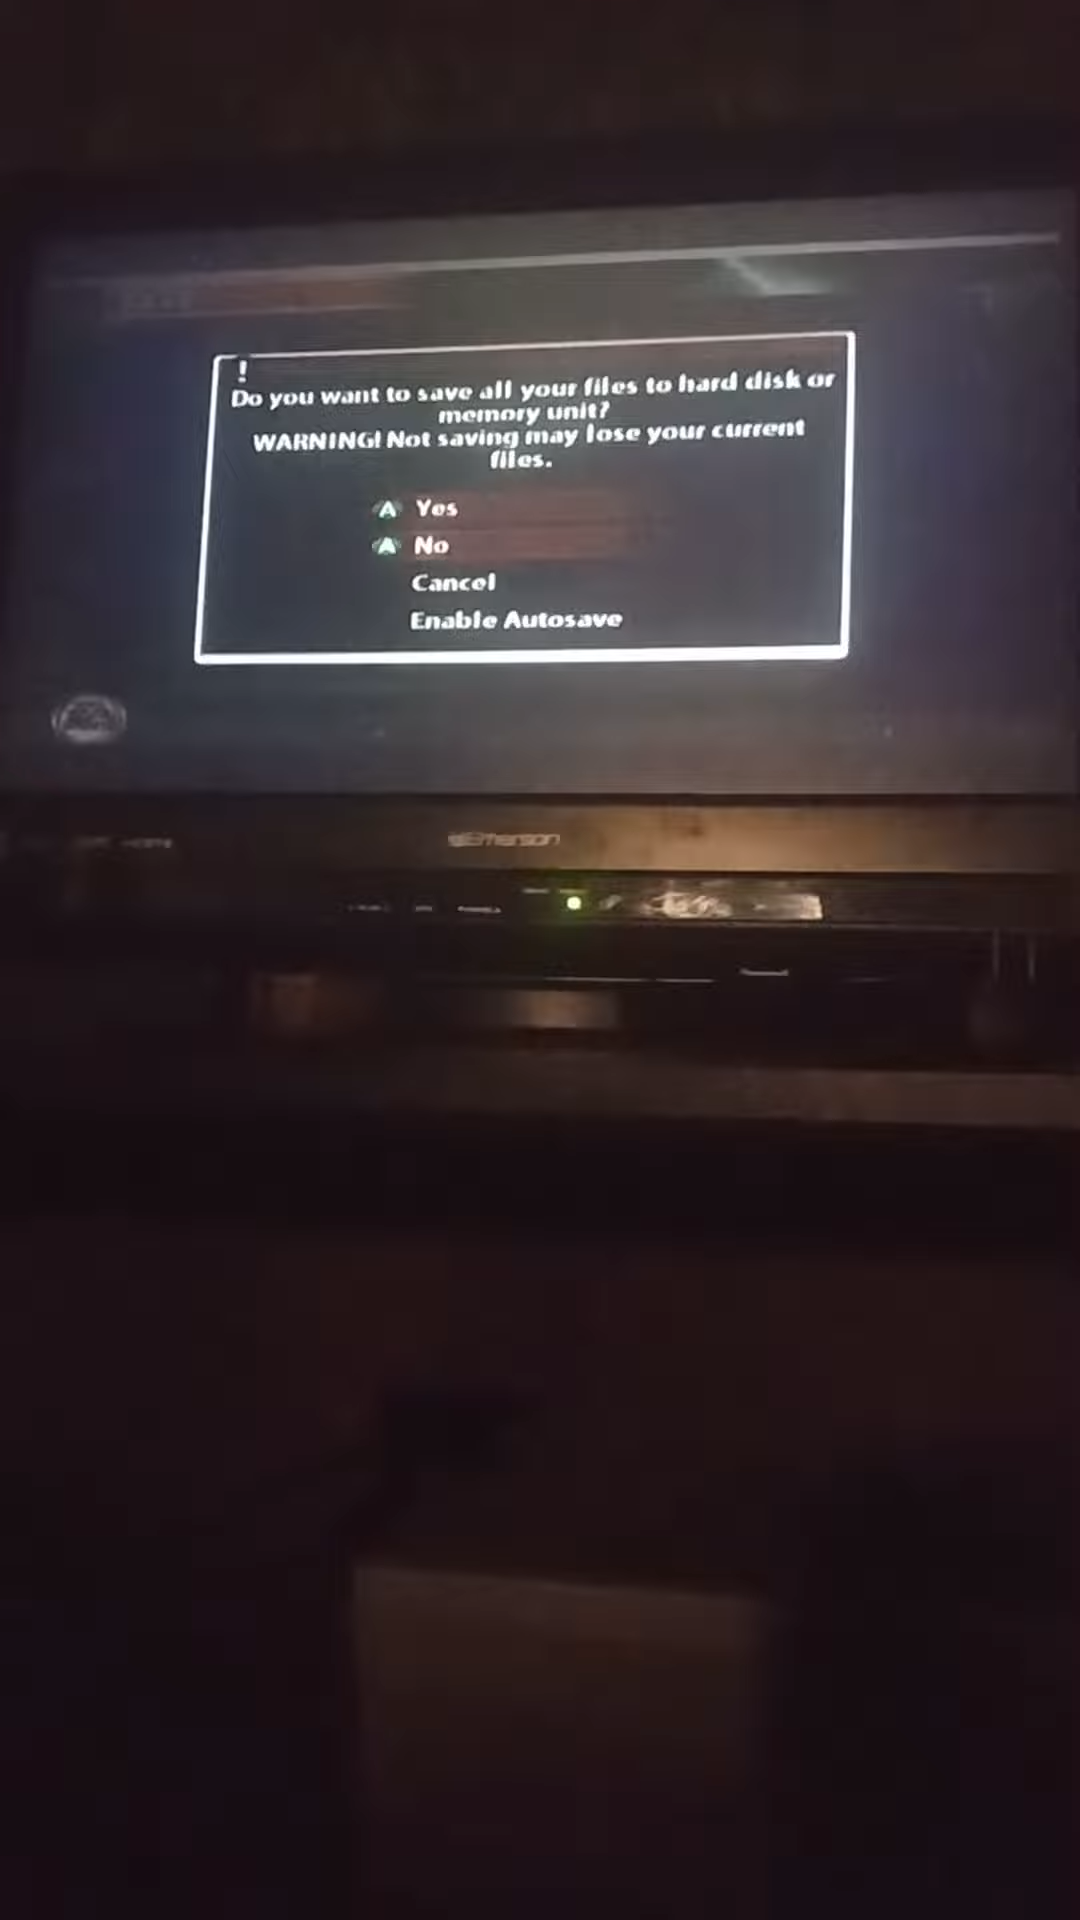 !
Do you want to save all your files to hard disk or
memory unit?
WARNING! Not saving may lose your current
files.
A Yes
A No
Cancel
Enable Autosave
HDMI
Emerson